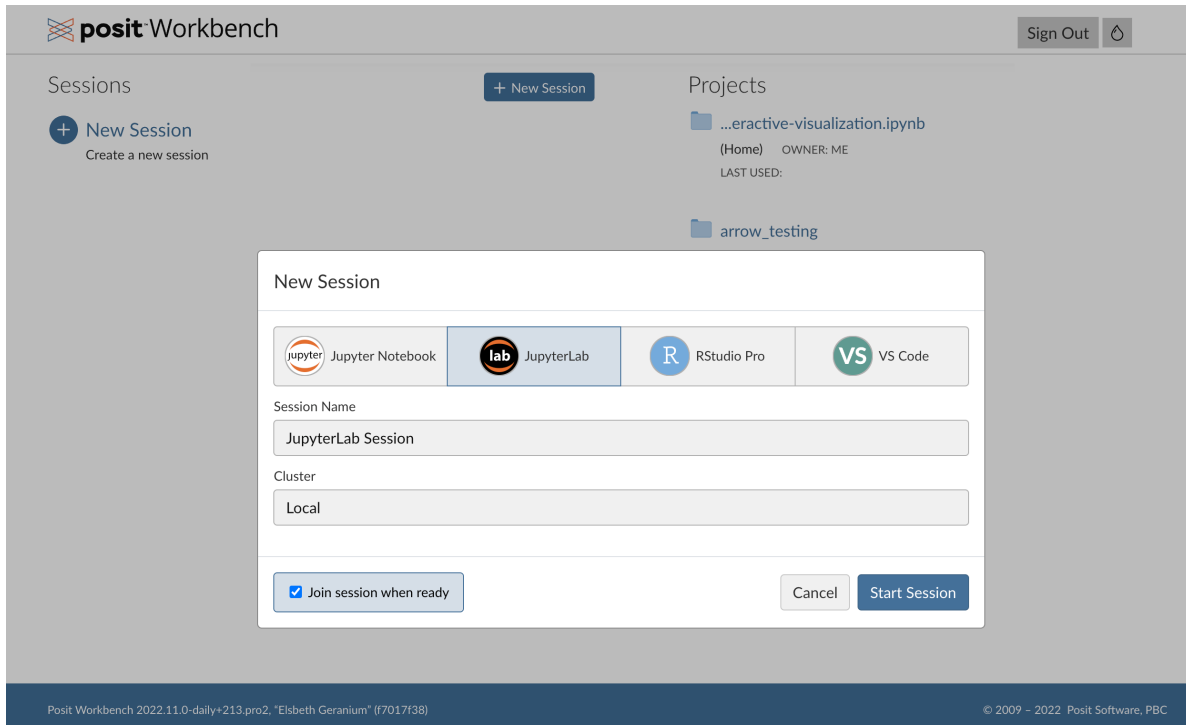 posit Workbench
Sign Out
Sessions
+ New Session
Projects
New Session
Create a new session
...eractive-visualization.ipynb
(Home) OWNER: ME
LAST USED:
arrow_testing
New Session
jupyter Jupyter Notebook
lab JupyterLab
R RStudio Pro
VS VS Code
Session Name
JupyterLab Session
Cluster
Local
Join session when ready
Cancel
Start Session
Posit Workbench 2022.11.0-daily+213.pro2, "Elsbeth Geranium" (f7017f38)
© 2009 – 2022 Posit Software, PBC